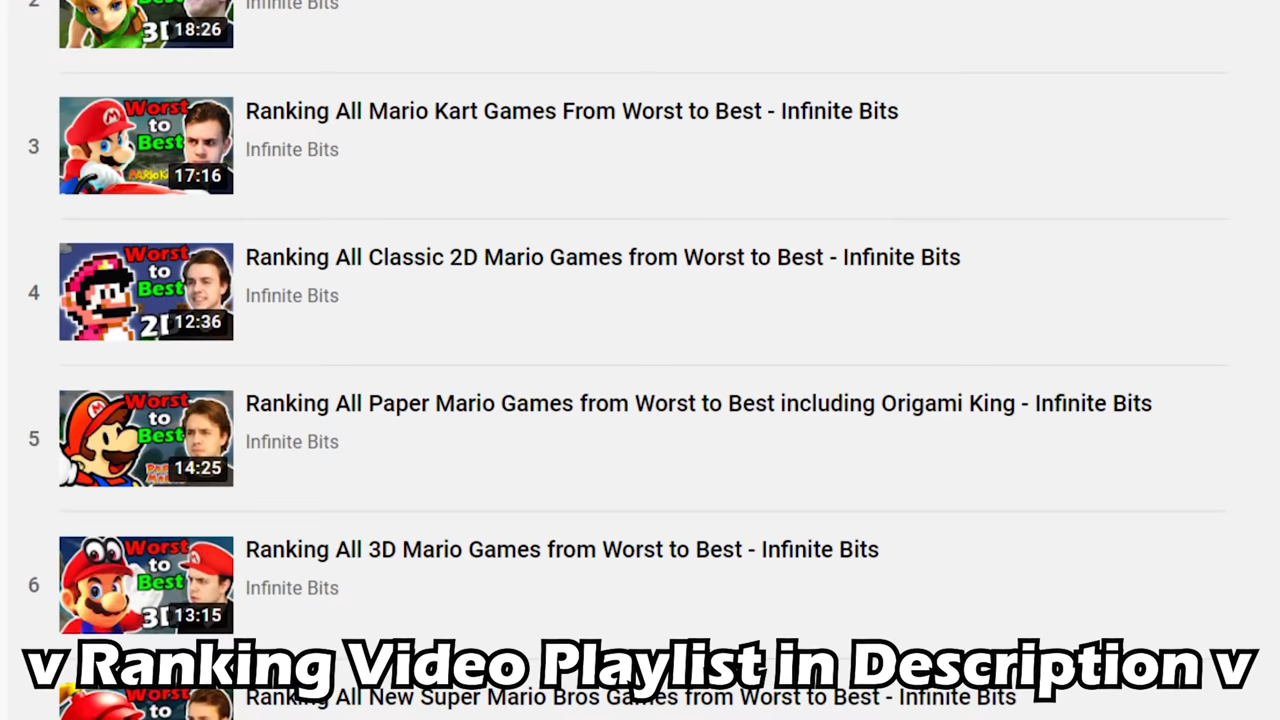 2
Infinite Bits
3D
18:26
3
Worst
to
Best
17:16
Ranking All Mario Kart Games From Worst to Best - Infinite Bits
Infinite Bits
4
Worst
to
Best
12:36
Ranking All Classic 2D Mario Games from Worst to Best - Infinite Bits
Infinite Bits
5
Worst
to
Best
14:25
Ranking All Paper Mario Games from Worst to Best including Origami King - Infinite Bits
Infinite Bits
6
Worst
to
Best
13:15
Ranking All 3D Mario Games from Worst to Best - Infinite Bits
Infinite Bits
v Ranking Video Playlist in Description v
Worst
to
Ranking All New Super Mario Bros Games from Worst to Best - Infinite Bits